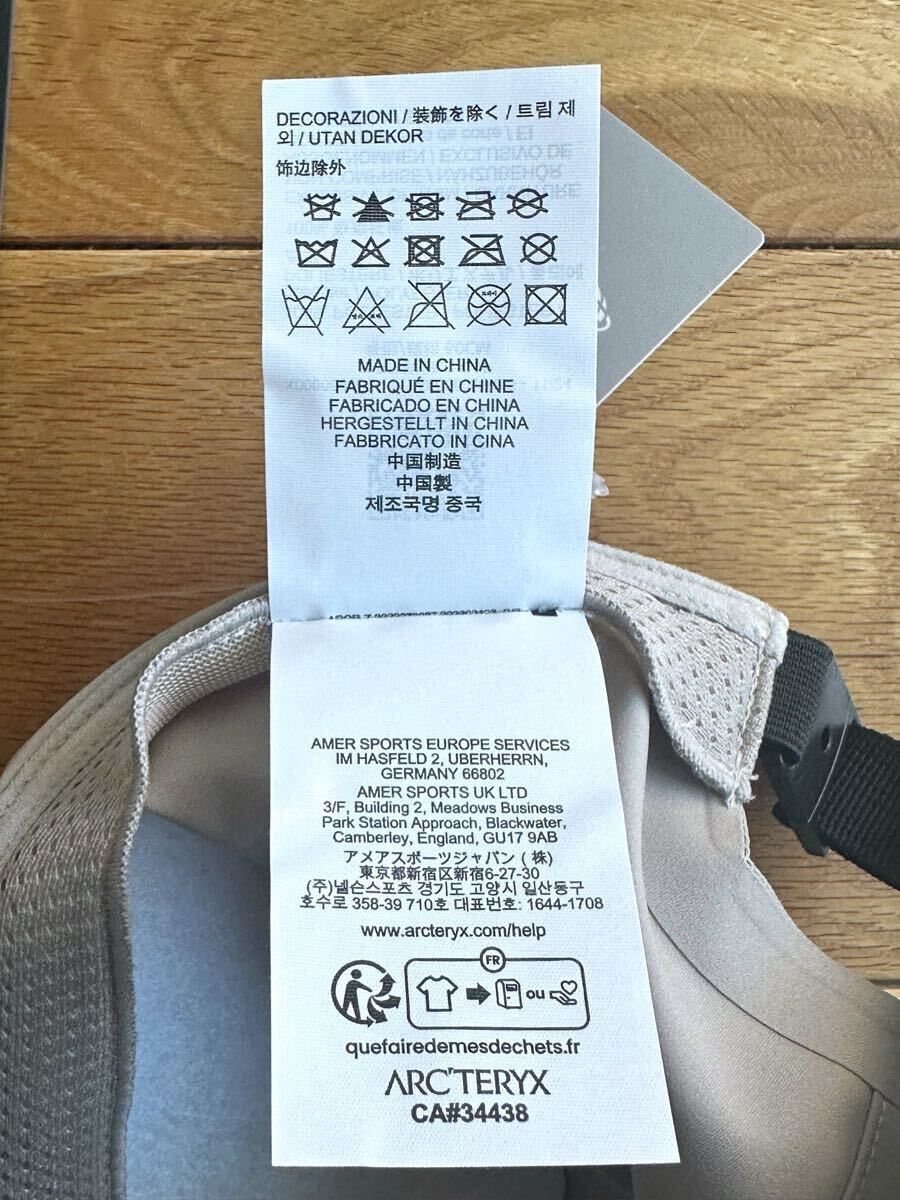 DECORAZIONI / 装飾を除く / 트림 제
외 / UTAN DEKOR
饰边除外
MADE IN CHINA
FABRIQUÉ EN CHINE
FABRICADO EN CHINA
HERGESTELLT IN CHINA
FABBRICATO IN CINA
中国制造
中国製
제조국명 중국
AMER SPORTS EUROPE SERVICES
IM HASFELD 2, UBERHERRN,
GERMANY 66802
AMER SPORTS UK LTD
3/F, Building 2, Meadows Business
Park Station Approach, Blackwater,
Camberley, England, GU17 9AB
アメアスポーツジャパン (株)
東京都新宿区新宿6-27-30
(주)넬슨스포츠 경기도 고양시 일산동구
호수로 358-39 710호 대표번호: 1644-1708
www.arcteryx.com/help
FR
ou
quefairedemesdechets.fr
ARC'TERYX
CA#34438